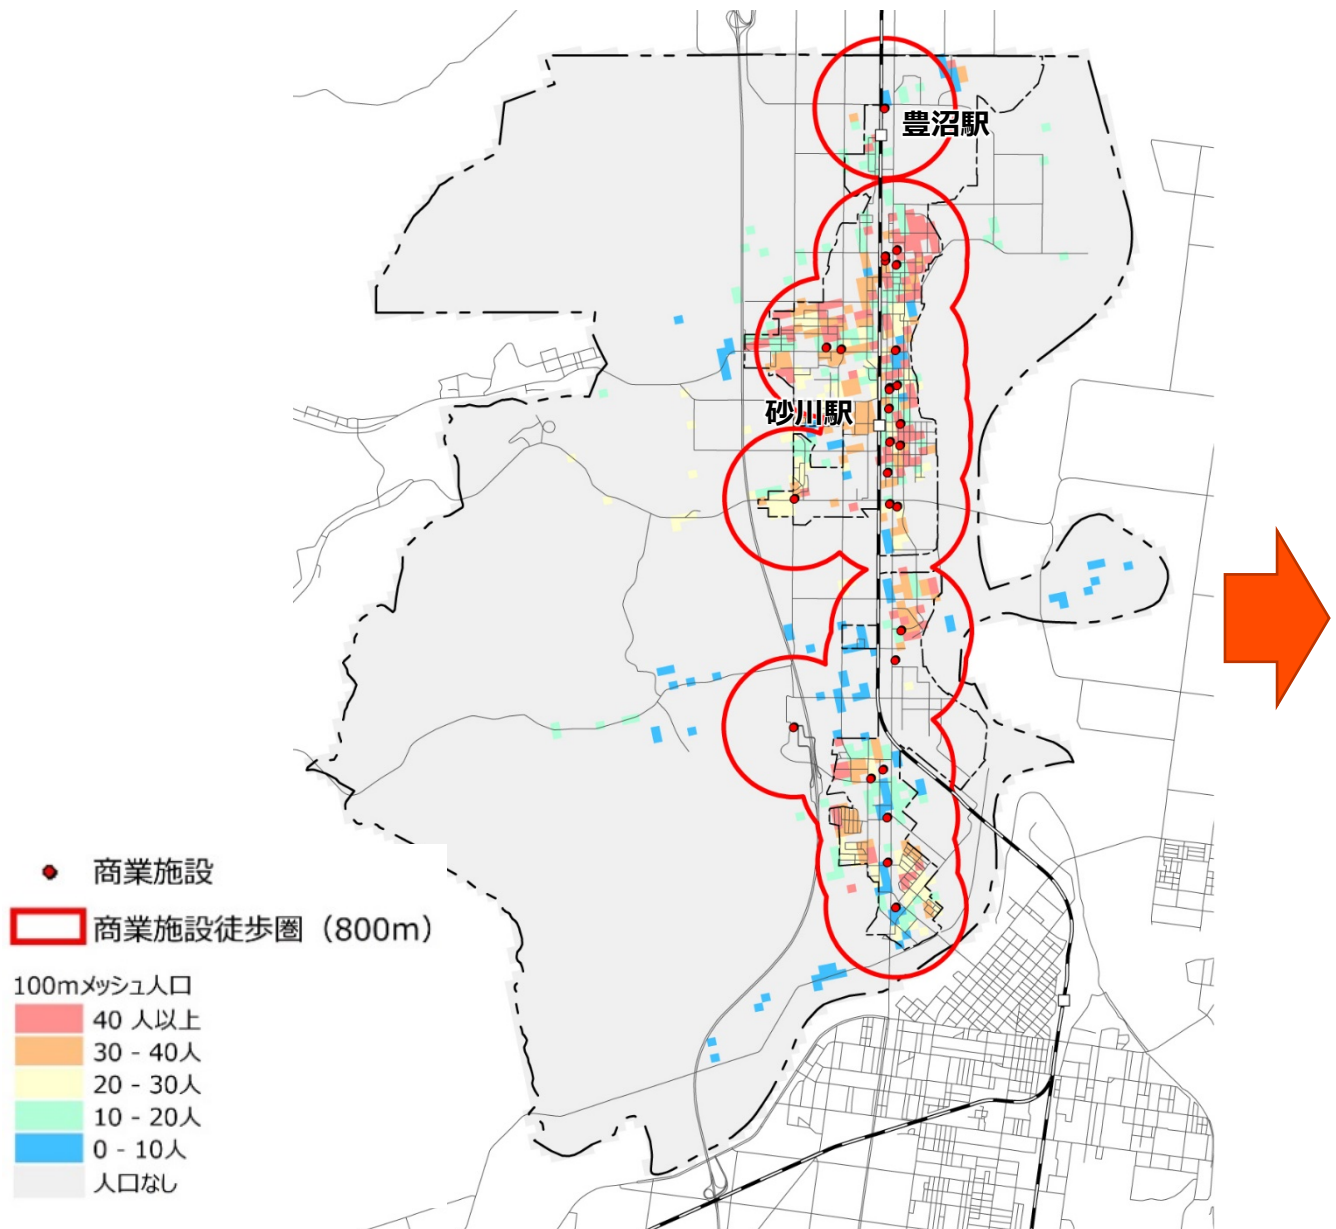 豊沼駅
砂川駅
商業施設
商業施設徒歩圏（800m）
100mメッシュ人口
40 人以上
30 - 40人
20 - 30人
10 - 20人
0 - 10人
人口なし